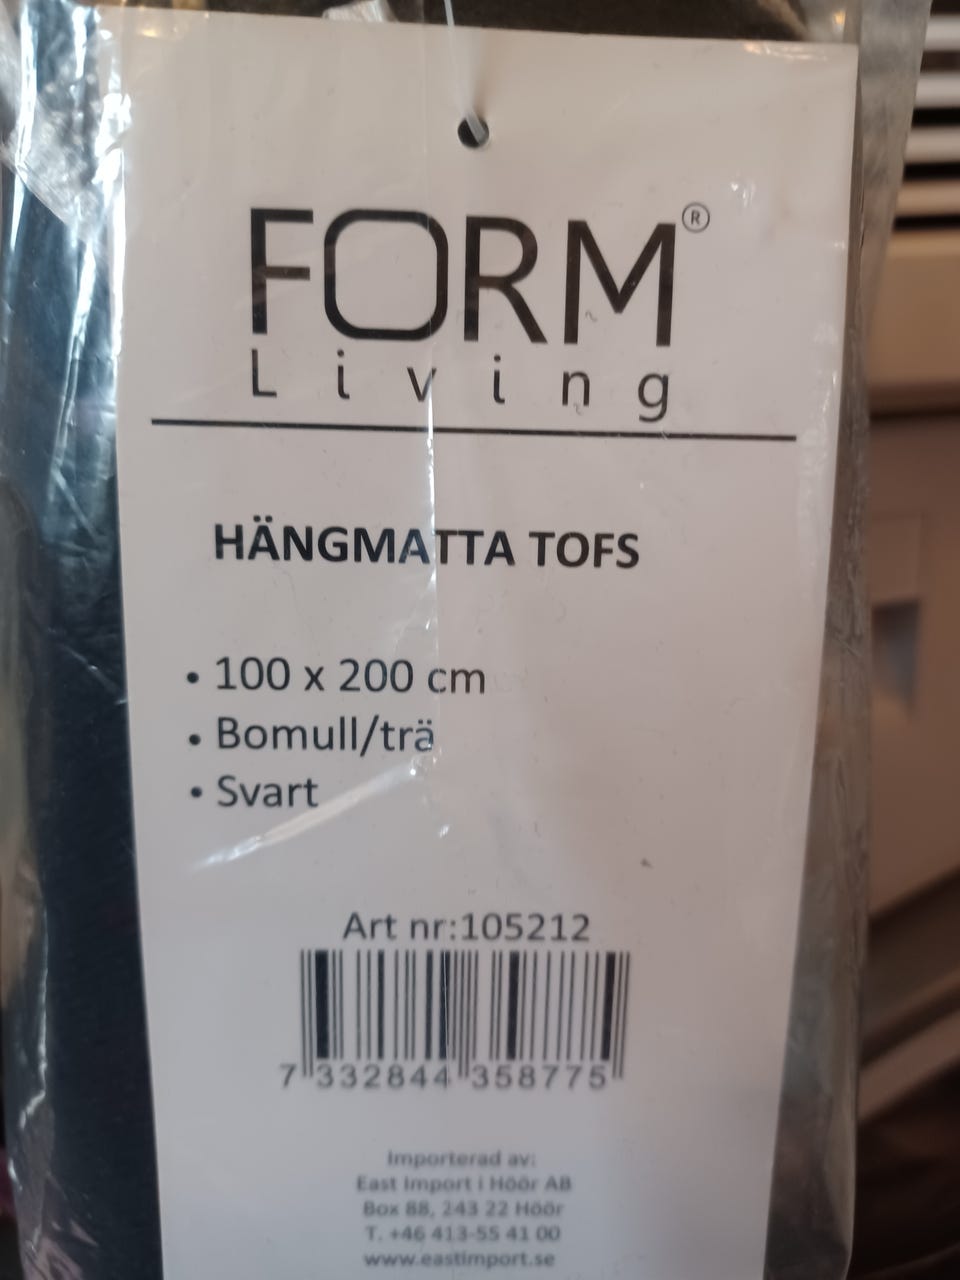 FORM®
Living
HÄNGMATTA TOFS
• 100 x 200 cm
• Bomull/trä
• Svart
Art nr:105212
7 332844 358775
Importerad av:
East Import i Höör AB
Box 88, 243 22 Höör
T. +46 413-55 41 00
www.eastimport.se